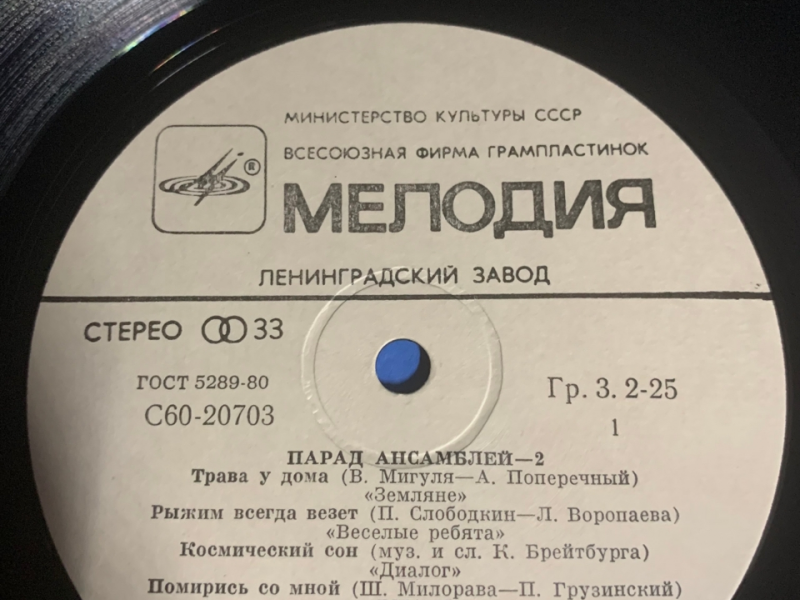 МИНИСТЕРСТВО КУЛЬТУРЫ СССР
ВСЕСОЮЗНАЯ ФИРМА ГРАМПЛАСТИНОК
®
МЕЛОДИЯ
ЛЕНИНГРАДСКИЙ ЗАВОД
СТЕРЕО 33
ГОСТ 5289-80
Гр. 3. 2-25
С60-20703
1
ПАРАД АНСАМБЛЕЙ—2
Трава у дома (В. Мигуля—А. Поперечный)
«Земляне»
Рыжим всегда везет (П. Слободкин—Л. Воропаева)
«Веселые ребята»
Космический сон (муз. и сл. К. Брейтбурга)
«Диалог»
Помирись со мной (Ш. Милорава—П. Грузинский)